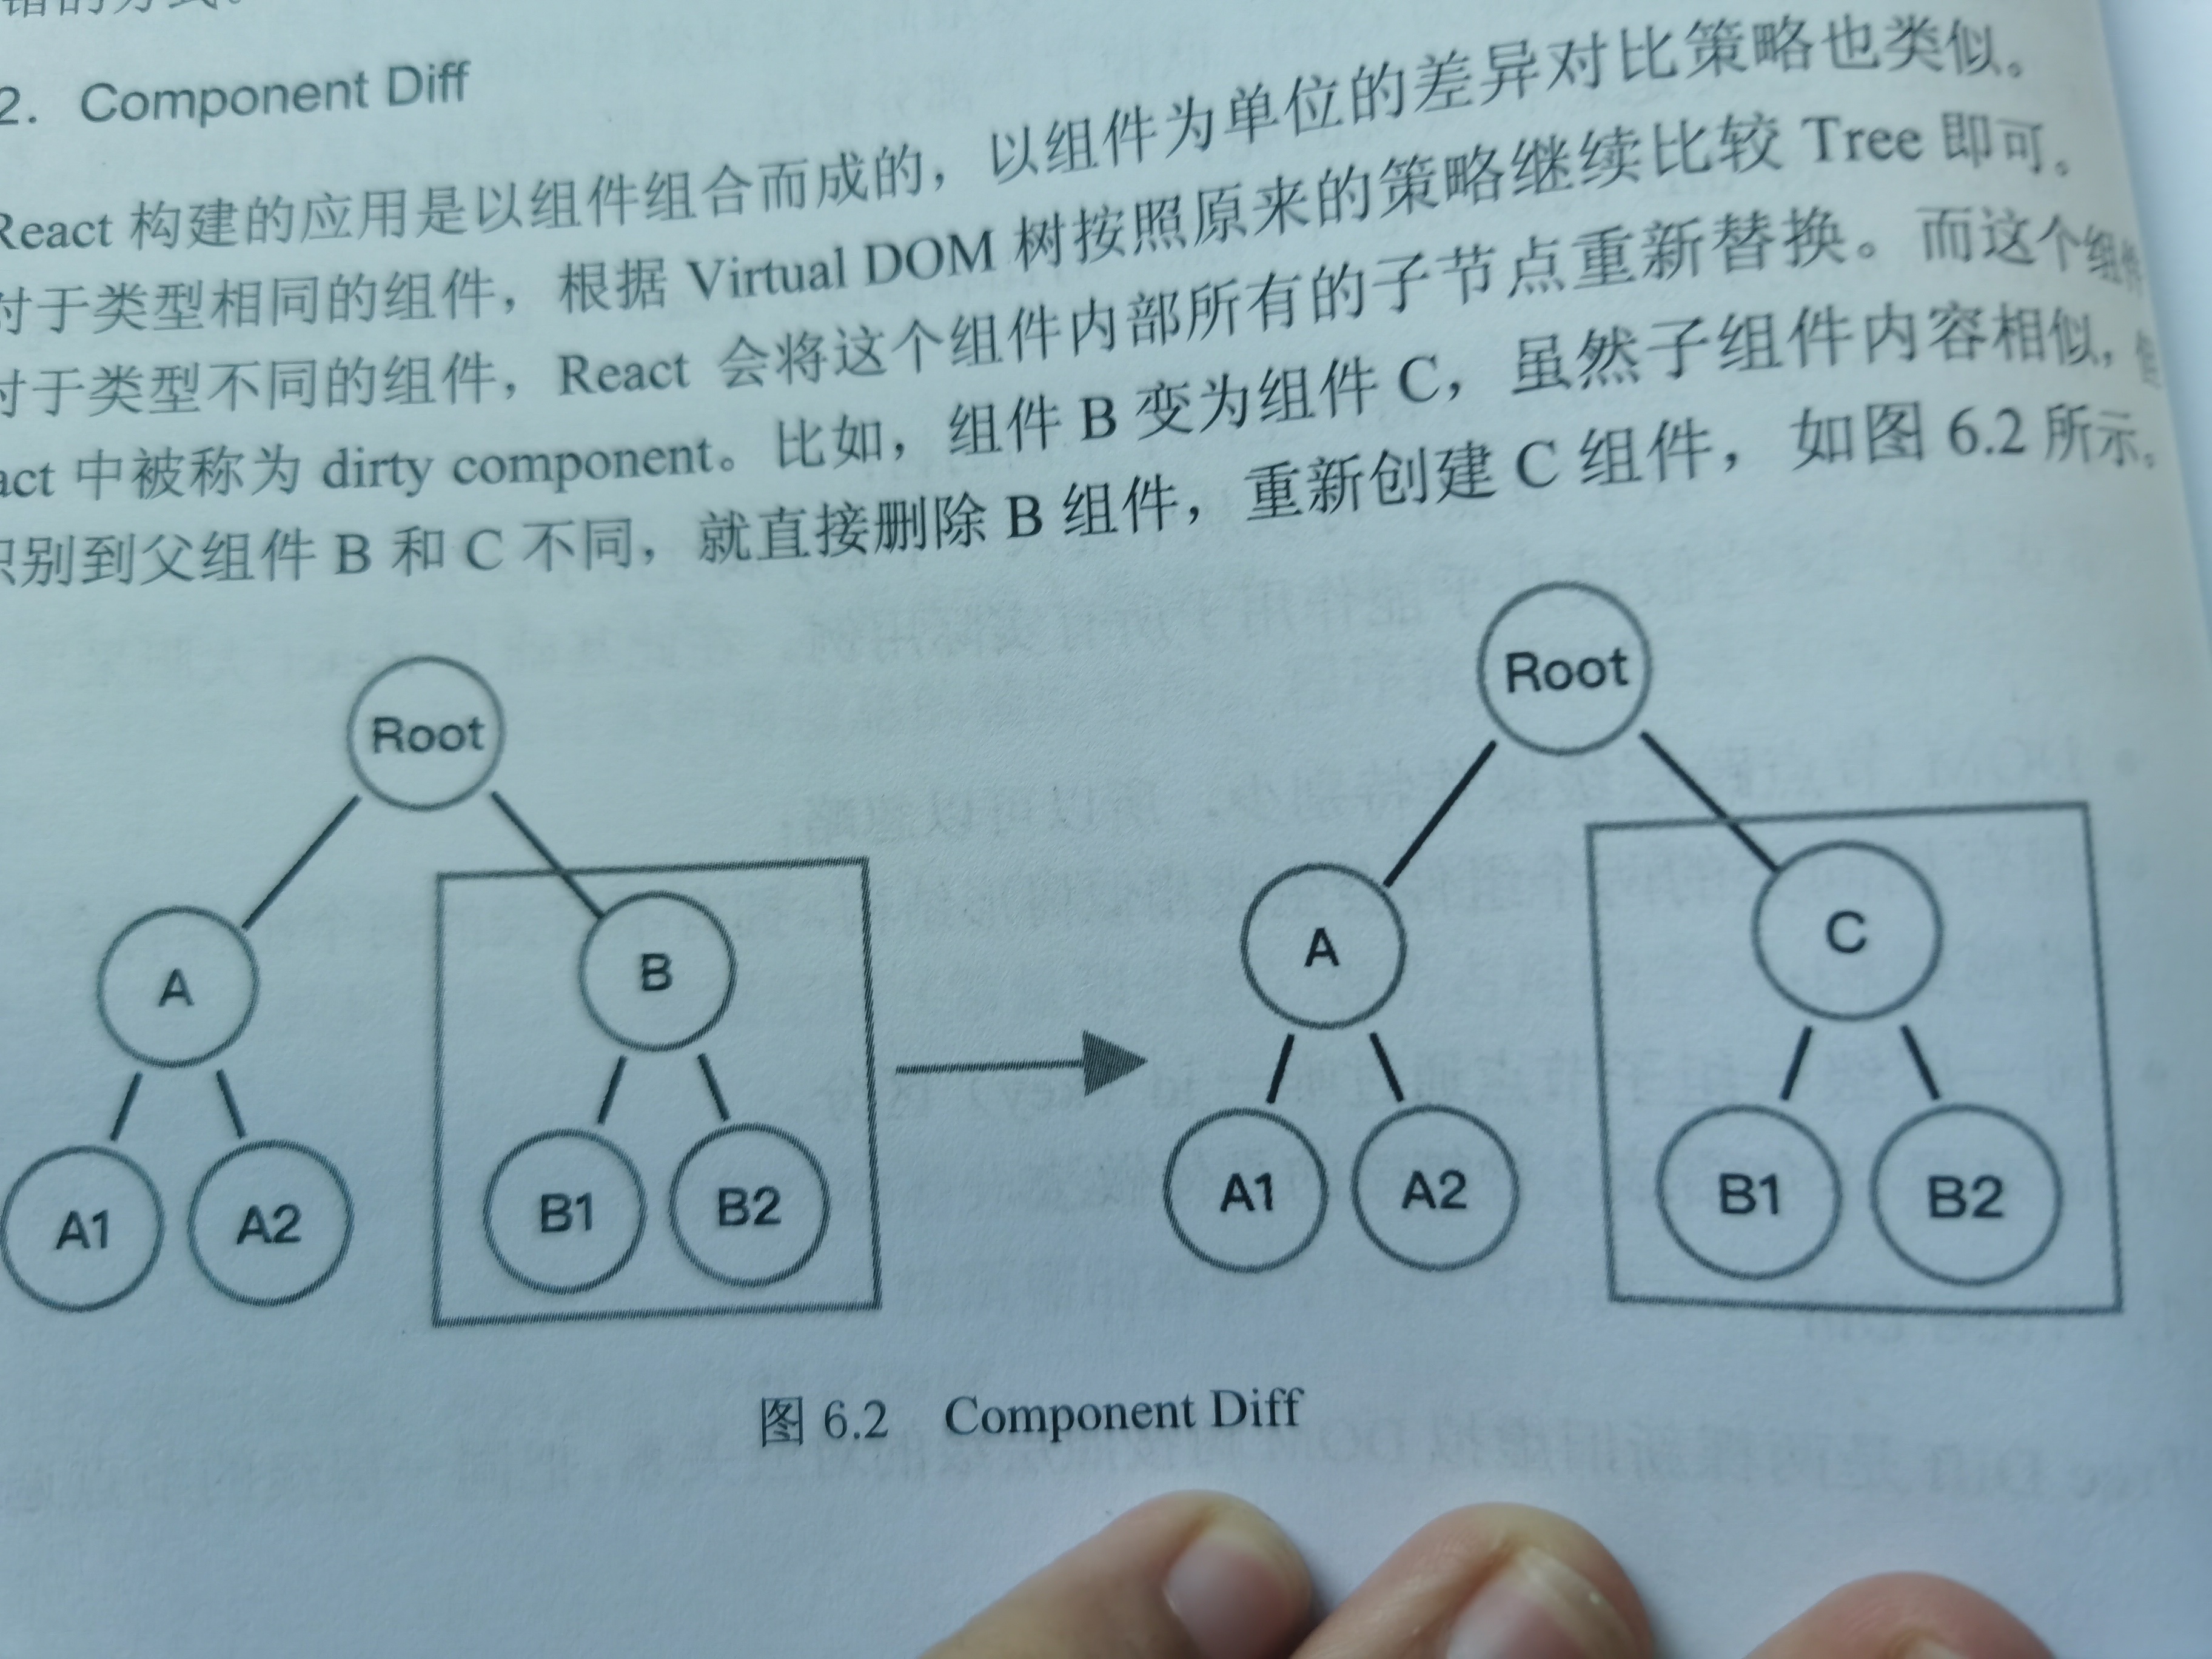 错的方式。
2. Component Diff
React 构建的应用是以组件组合而成的，以组件为单位的差异对比策略也类似。
对于类型相同的组件，根据 Virtual DOM 树按照原来的策略继续比较 Tree 即可。
对于类型不同的组件，React 会将这个组件内部所有的子节点重新替换。而这个组件
act 中被称为 dirty component。比如，组件 B 变为组件 C，虽然子组件内容相似，但
识别到父组件 B 和 C 不同，就直接删除 B 组件，重新创建 C 组件，如图 6.2 所示。
Root Root
A B A C
A1 A2 B1 B2 A1 A2 B1 B2
图 6.2 Component Diff